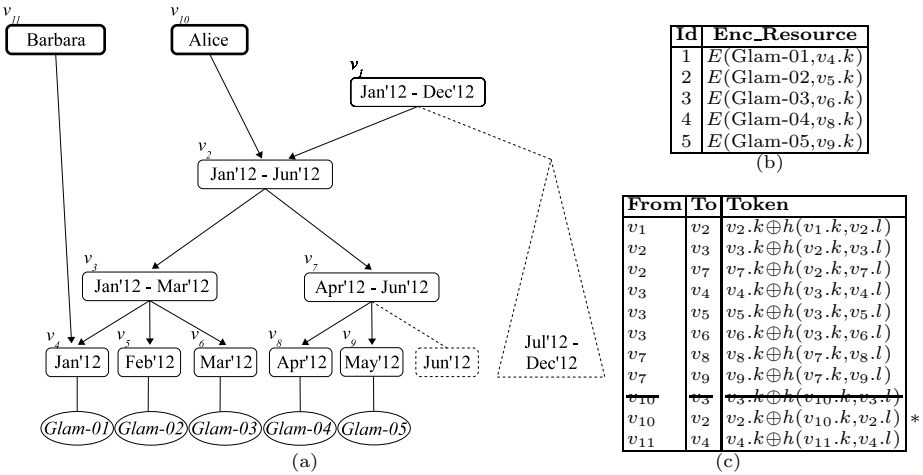 v11
Barbara
v10
Alice
v1
Jan'12 - Dec'12
v2
Jan'12 - Jun'12
v3
Jan'12 - Mar'12
v7
Apr'12 - Jun'12
v4
Jan'12
v5
Feb'12
v6
Mar'12
v8
Apr'12
v9
May'12
Jun'12
Jul'12 -
Dec'12
Glam-01
Glam-02
Glam-03
Glam-04
Glam-05
(a)
Id Enc_Resource
1 E(Glam-01,v4.k)
2 E(Glam-02,v5.k)
3 E(Glam-03,v6.k)
4 E(Glam-04,v8.k)
5 E(Glam-05,v9.k)
(b)
From To Token
v1 v2 v2.k⊕h(v1.k,v2.l)
v2 v3 v3.k⊕h(v2.k,v3.l)
v2 v7 v7.k⊕h(v2.k,v7.l)
v3 v4 v4.k⊕h(v3.k,v4.l)
v3 v5 v5.k⊕h(v3.k,v5.l)
v3 v6 v6.k⊕h(v3.k,v6.l)
v7 v8 v8.k⊕h(v7.k,v8.l)
v7 v9 v9.k⊕h(v7.k,v9.l)
v10 v3 v3.k⊕h(v10.k,v3.l)
v10 v2 v2.k⊕h(v10.k,v2.l) *
v11 v4 v4.k⊕h(v11.k,v4.l)
(c)